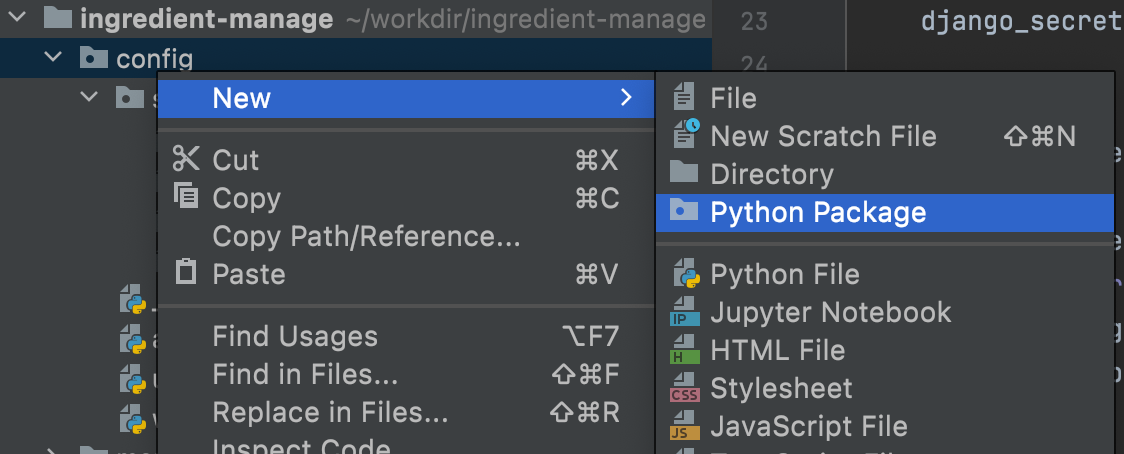 ingredient-manage ~/workdir/ingredient-manage
config
23 django_secret
24
New
Cut ⌘X
Copy ⌘C
Copy Path/Reference...
Paste ⌘V
Find Usages ⌥F7
Find in Files... ⇧⌘F
Replace in Files... ⇧⌘R
Inspect Code
File
New Scratch File ⇧⌘N
Directory
Python Package
Python File
IP Jupyter Notebook
H HTML File
CSS Stylesheet
JS JavaScript File